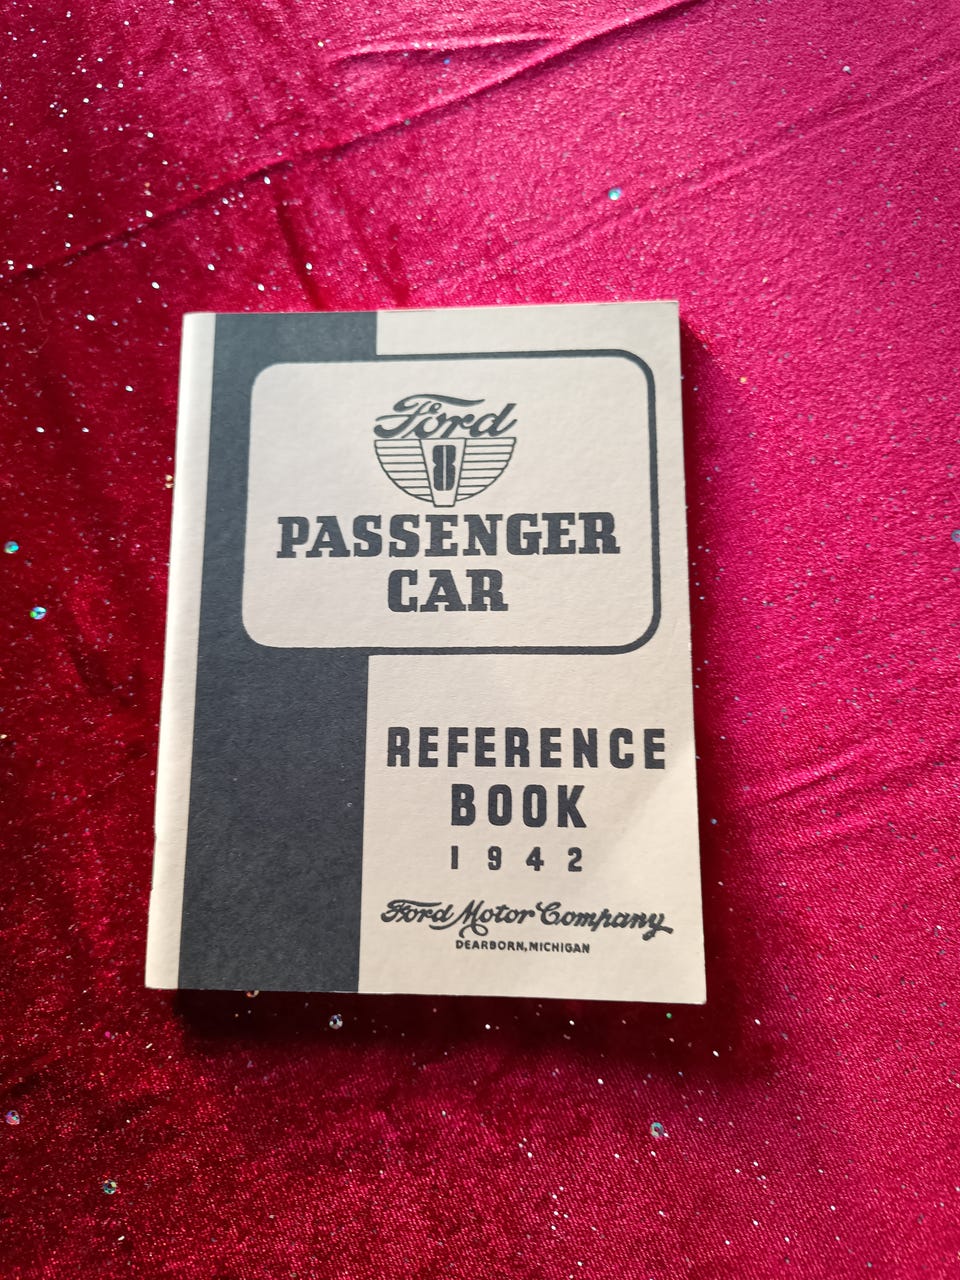 Ford
8
PASSENGER
CAR
REFERENCE
BOOK
1942
Ford Motor Company
DEARBORN, MICHIGAN